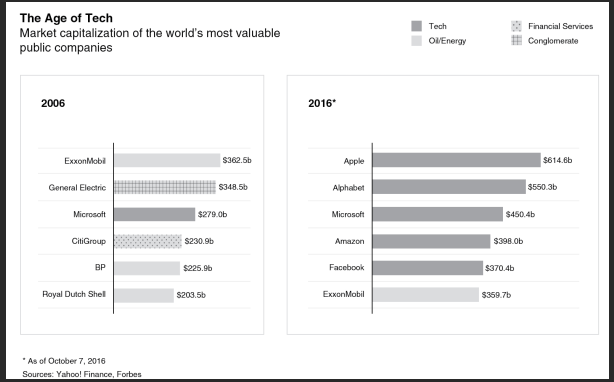 The Age of Tech
Market capitalization of the world's most valuable
public companies
Tech
Oil/Energy
Financial Services
Conglomerate
2006
ExxonMobil $362.5b
General Electric $348.5b
Microsoft $279.0b
CitiGroup $230.9b
BP $225.9b
Royal Dutch Shell $203.5b
2016*
Apple $614.6b
Alphabet $550.3b
Microsoft $450.4b
Amazon $398.0b
Facebook $370.4b
ExxonMobil $359.7b
* As of October 7, 2016
Sources: Yahoo! Finance, Forbes